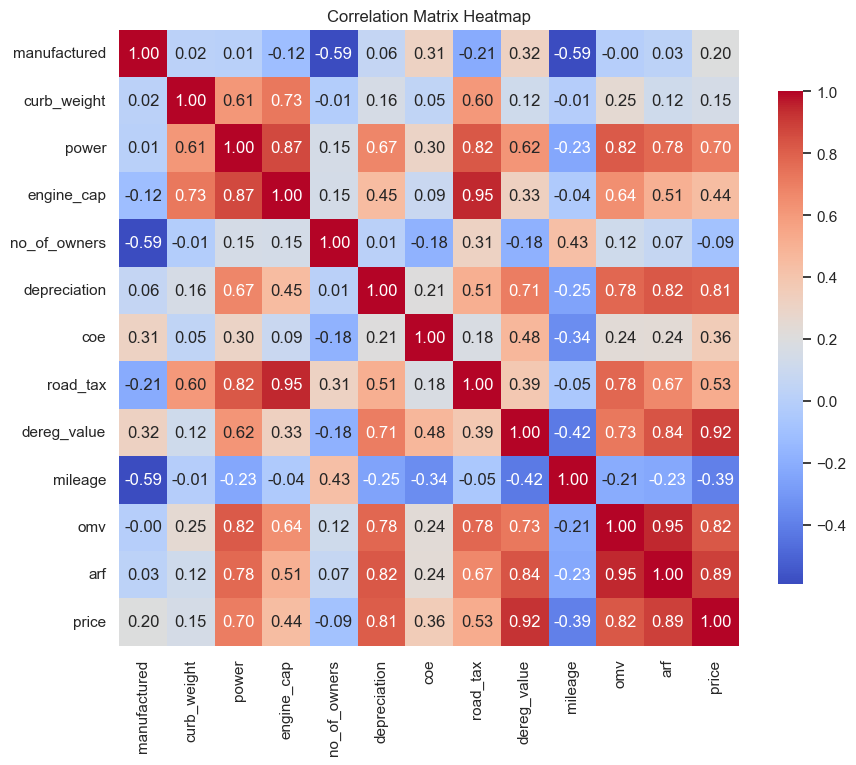 Correlation Matrix Heatmap
manufactured 1.00 0.02 0.01 -0.12 -0.59 0.06 0.31 -0.21 0.32 -0.00 0.03 0.20
curb_weight 0.02 1.00 0.61 0.73 -0.01 0.16 0.05 0.60 0.12 -0.01 0.25 0.12 0.15
power 0.01 0.61 1.00 0.87 0.15 0.67 0.30 0.82 0.62 -0.23 0.82 0.78 0.70
engine_cap -0.12 0.73 0.87 1.00 0.15 0.45 0.09 0.95 0.33 -0.04 0.64 0.51 0.44
no_of_owners -0.59 -0.01 0.15 0.15 1.00 0.01 -0.18 0.31 -0.18 0.43 0.12 0.07 -0.09
depreciation 0.06 0.16 0.67 0.45 0.01 1.00 0.21 0.51 0.71 -0.25 0.78 0.82 0.81
coe 0.31 0.05 0.30 0.09 -0.18 0.21 1.00 0.18 0.48 -0.34 0.24 0.24 0.36
road_tax -0.21 0.60 0.82 0.95 0.31 0.51 0.18 1.00 0.39 -0.05 0.78 0.67 0.53
dereg_value 0.32 0.12 0.62 0.33 -0.18 0.71 0.48 0.39 1.00 -0.42 0.73 0.84 0.92
mileage -0.59 -0.01 -0.23 -0.04 0.43 -0.25 -0.34 -0.05 -0.42 1.00 -0.21 -0.23 -0.39
omv -0.00 0.25 0.82 0.64 0.12 0.78 0.24 0.78 0.73 -0.21 1.00 0.95 0.82
arf 0.03 0.12 0.78 0.51 0.07 0.82 0.24 0.67 0.84 -0.23 0.95 1.00 0.89
price 0.20 0.15 0.70 0.44 -0.09 0.81 0.36 0.53 0.92 -0.39 0.82 0.89 1.00
manufactured curb_weight power engine_cap no_of_owners depreciation coe road_tax dereg_value mileage omv arf price
1.0
0.8
0.6
0.4
0.2
0.0
−0.2
−0.4